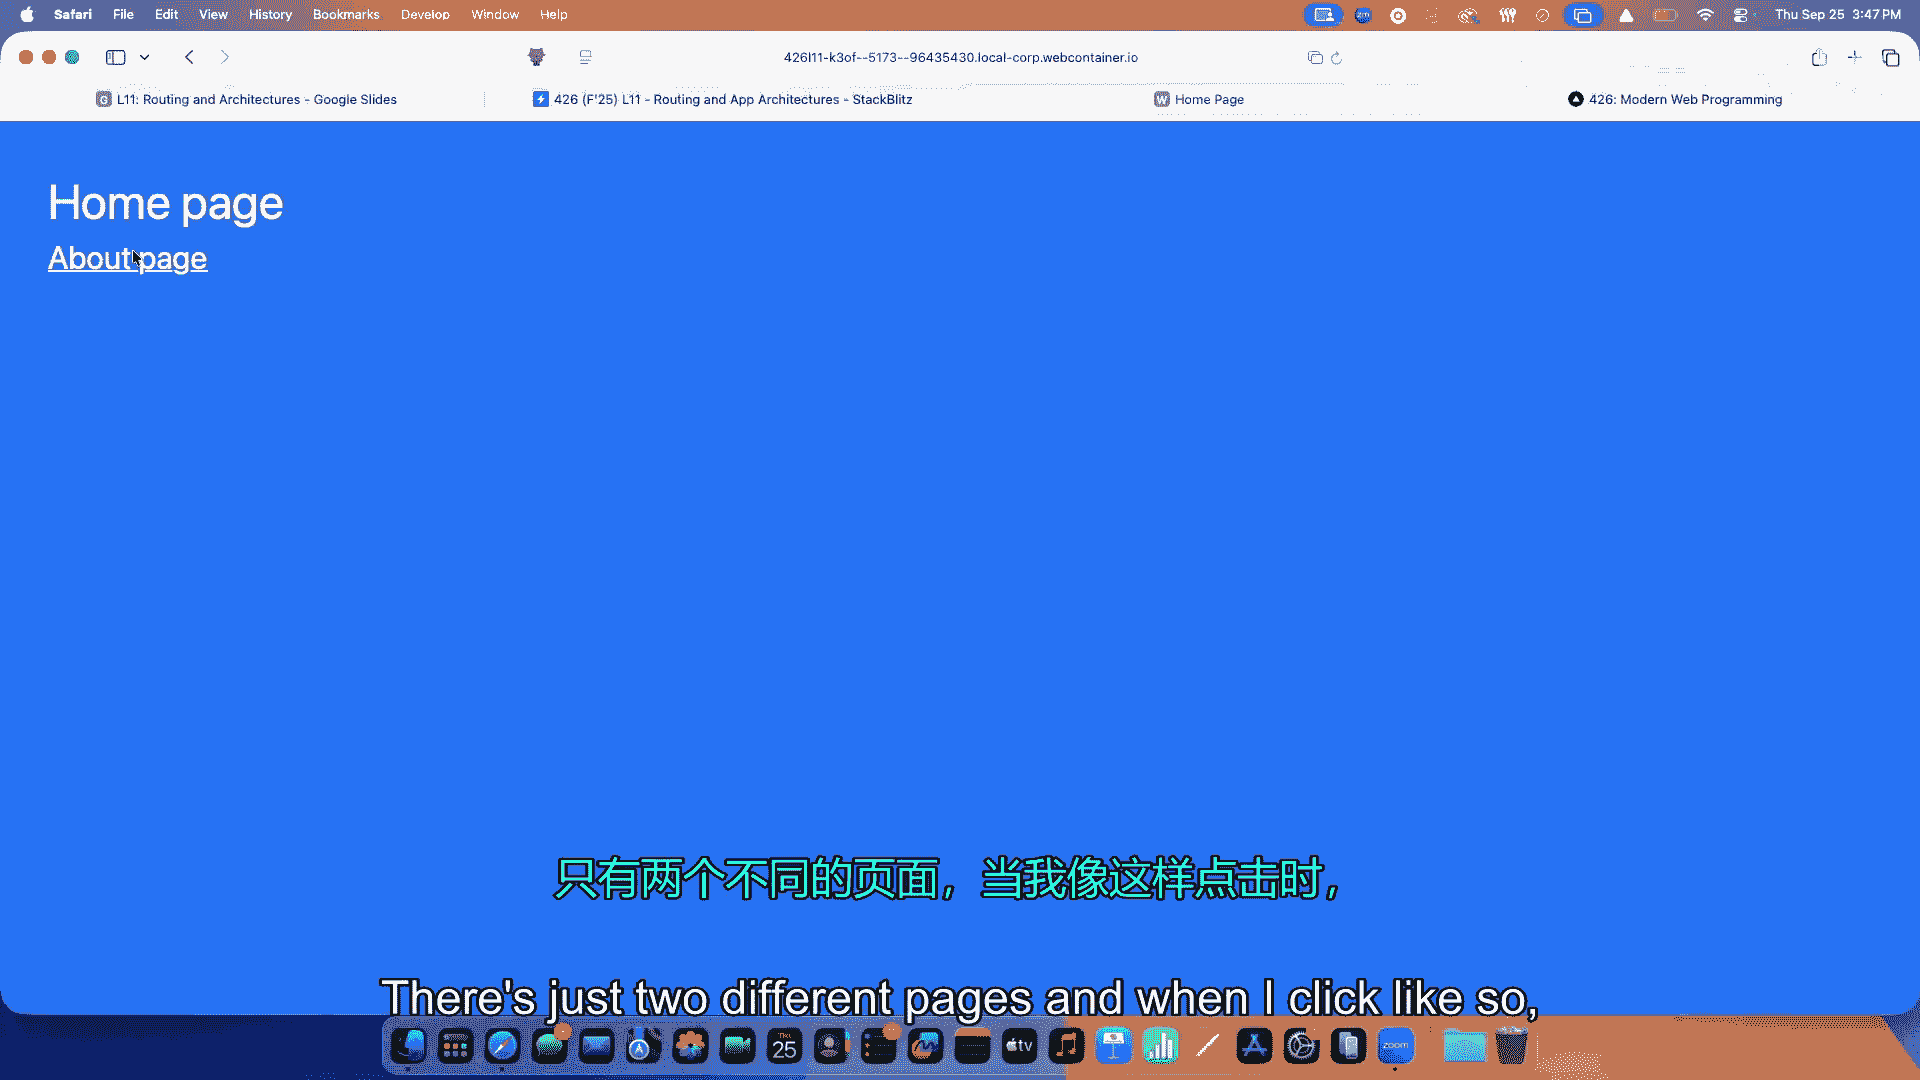 Safari File Edit View History Bookmarks Develop Window Help zm Thu Sep 25 3:47 PM
426l11-k3of--5173--96435430.local-corp.webcontainer.io
L11: Routing and Architectures - Google Slides 426 (F'25) L11 - Routing and App Architectures - StackBlitz W Home Page 426: Modern Web Programming
Home page
About page
只有两个不同的页面，当我像这样点击时，
There's just two different pages and when I click like so,
25 tv zoom